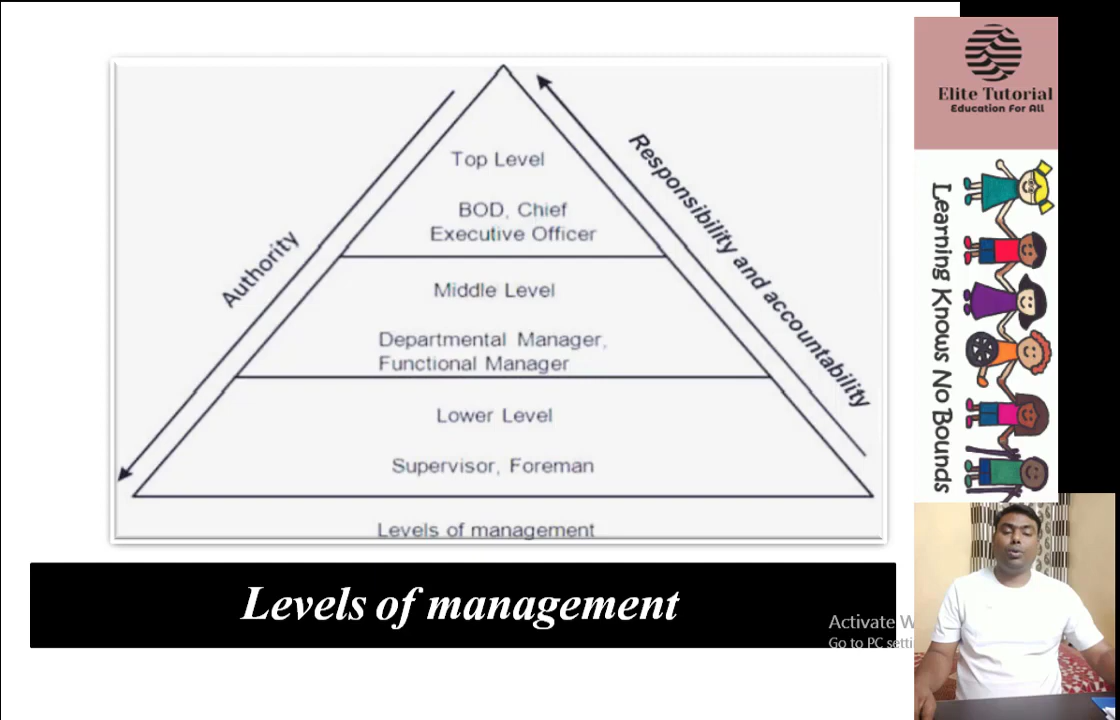 Top Level
BOD, Chief
Executive Officer
Middle Level
Departmental Manager,
Functional Manager
Lower Level
Supervisor, Foreman
Levels of management
Authority
Responsibility and accountability
Levels of management
Elite Tutorial
Education For All
Learning Knows No Bounds
Activate W
Go to PC setti